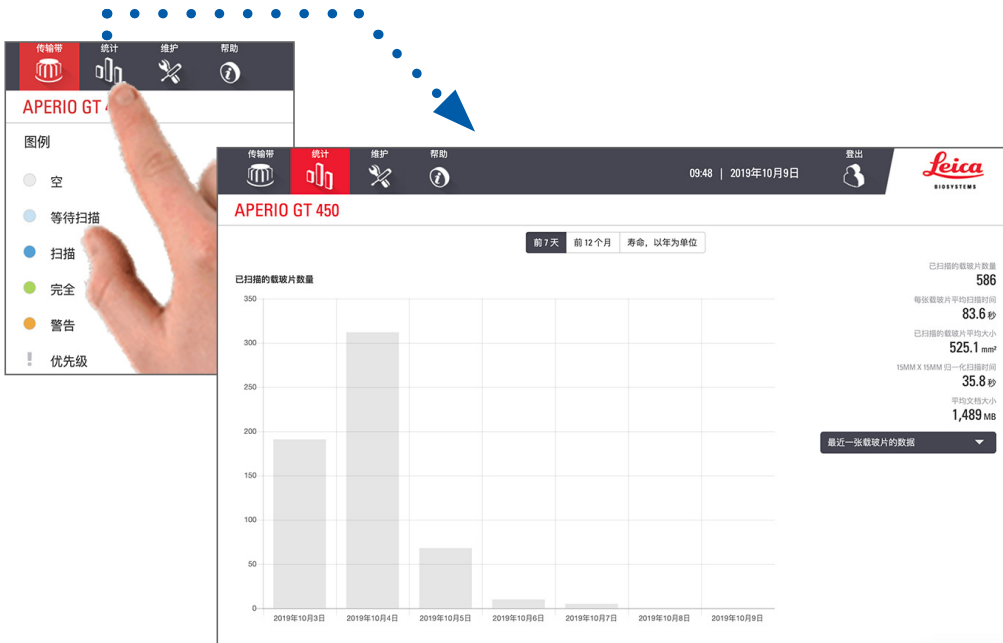 传输带 统计 维护 帮助
APERIO GT 4
图例
空
等待扫描
扫描
完全
警告
! 优先级
传输带 统计 维护 帮助 09:48 | 2019年10月9日 登出
Leica
BIOSYSTEMS
APERIO GT 450
前7天 前12个月 寿命，以年为单位
已扫描的载玻片数量
350
300
250
200
150
100
50
0
2019年10月3日 2019年10月4日 2019年10月5日 2019年10月6日 2019年10月7日 2019年10月8日 2019年10月9日
已扫描的载玻片数量
586
每张载玻片平均扫描时间
83.6 秒
已扫描的载玻片平均大小
525.1 mm²
15MM X 15MM 归一化扫描时间
35.8 秒
平均文档大小
1,489 MB
最近一张载玻片的数据